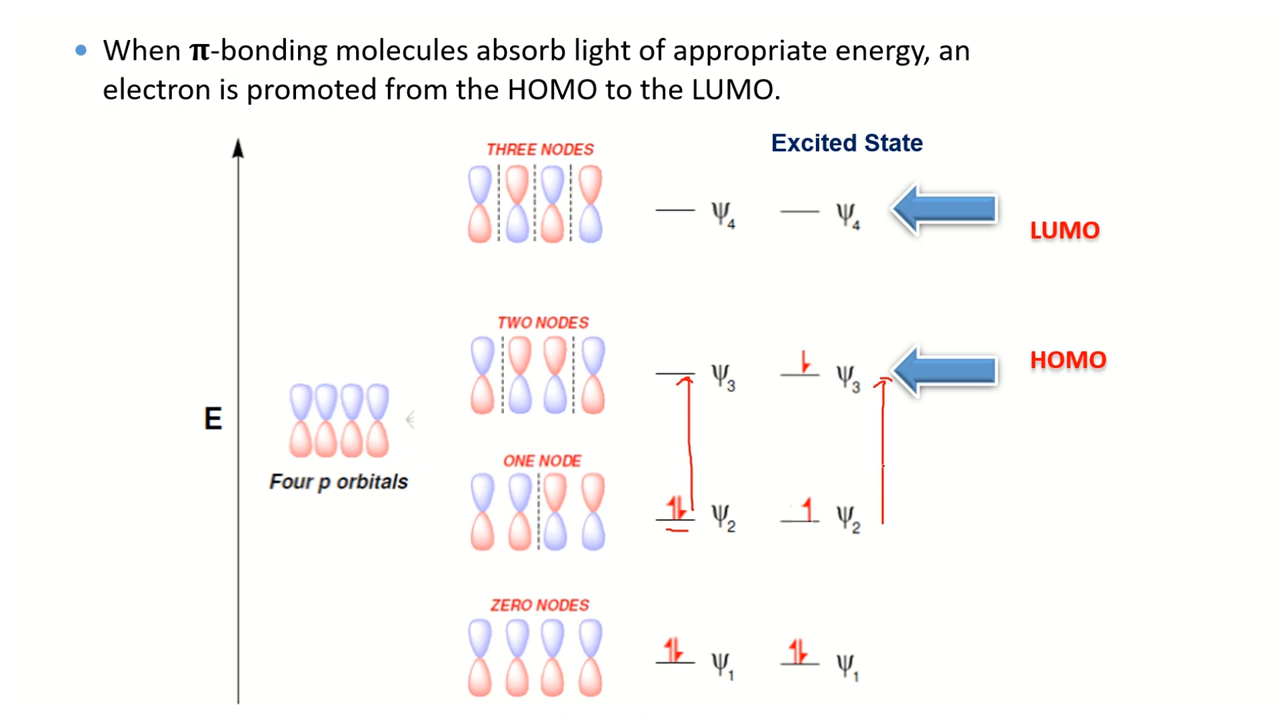 • When π-bonding molecules absorb light of appropriate energy, an
electron is promoted from the HOMO to the LUMO.
Excited State
THREE NODES
Ψ4 Ψ4
LUMO
TWO NODES
Ψ3 Ψ3
HOMO
E
Four p orbitals
ONE NODE
Ψ2 Ψ2
ZERO NODES
Ψ1 Ψ1